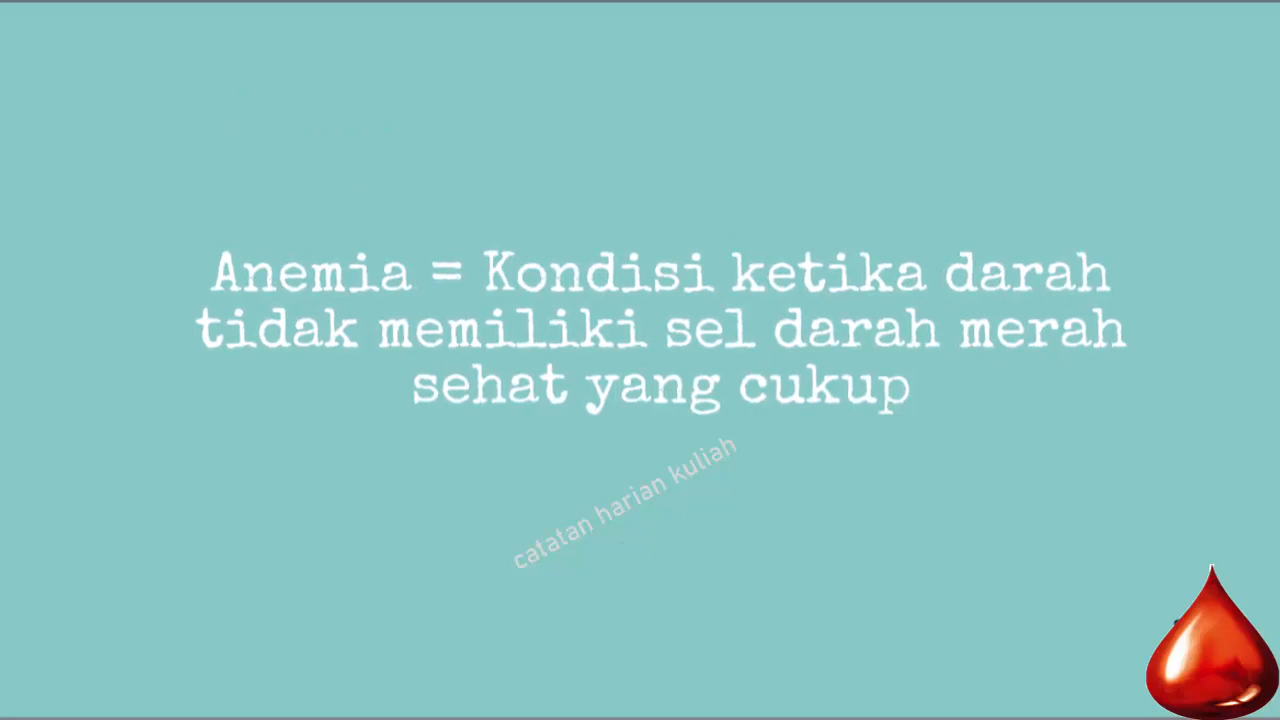 Anemia = Kondisi ketika darah
tidak memiliki sel darah merah
sehat yang cukup
catatan harian kuliah